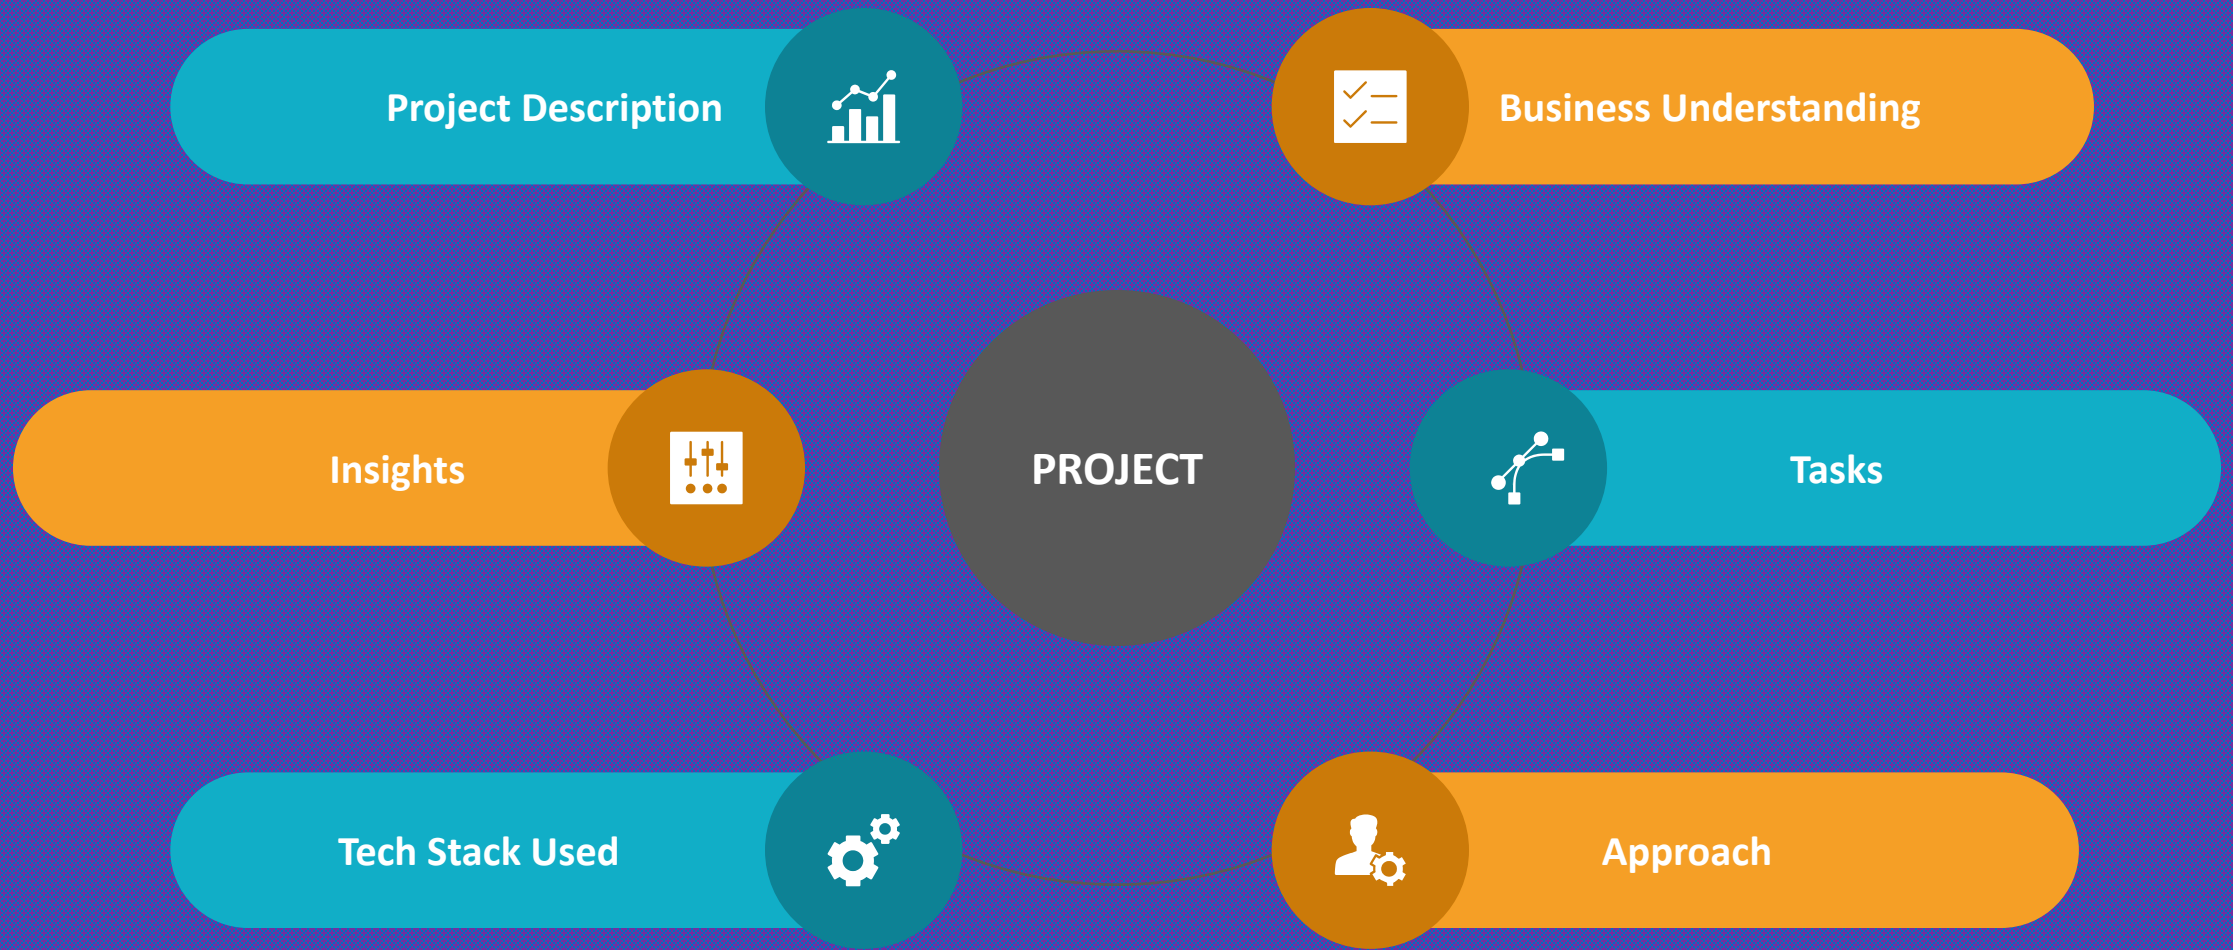 Project Description
Business Understanding
Insights
PROJECT
Tasks
Tech Stack Used
Approach